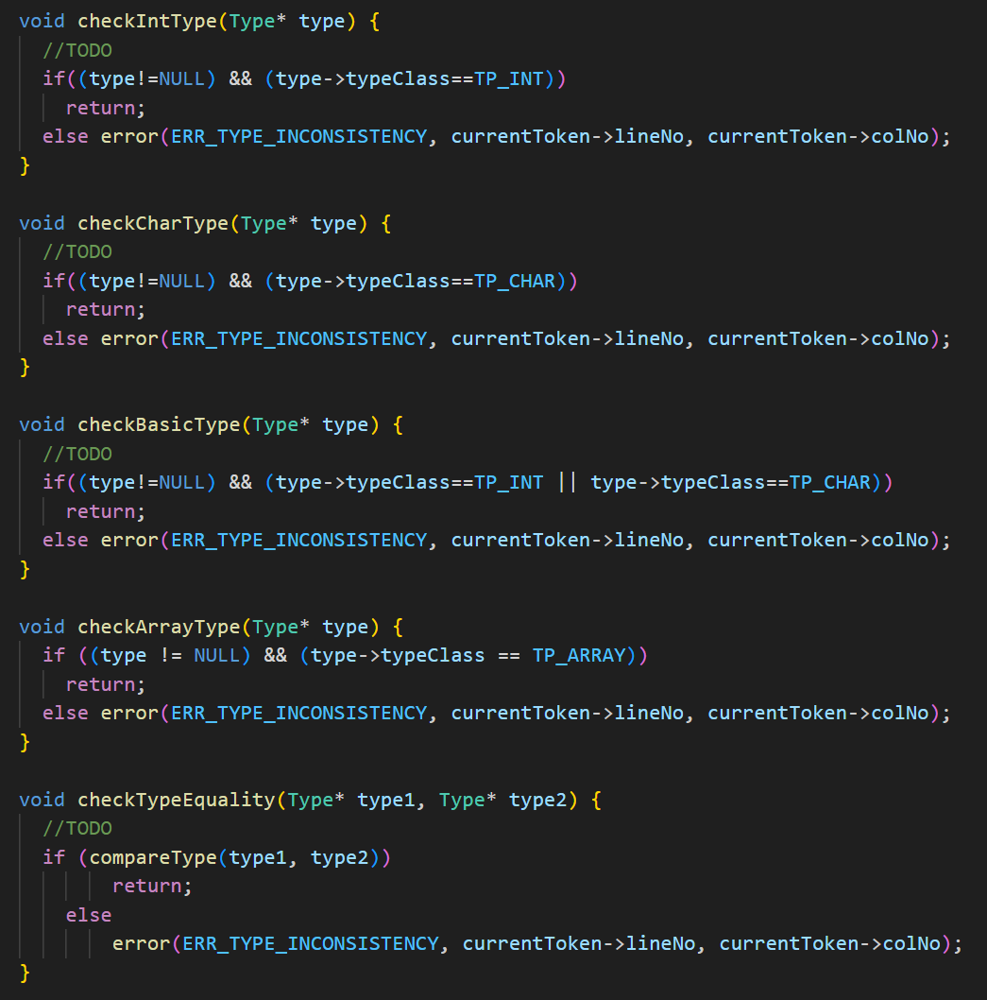 void checkIntType(Type* type) {
  //TODO
  if((type!=NULL) && (type->typeClass==TP_INT))
    return;
  else error(ERR_TYPE_INCONSISTENCY, currentToken->lineNo, currentToken->colNo);
}

void checkCharType(Type* type) {
  //TODO
  if((type!=NULL) && (type->typeClass==TP_CHAR))
    return;
  else error(ERR_TYPE_INCONSISTENCY, currentToken->lineNo, currentToken->colNo);
}

void checkBasicType(Type* type) {
  //TODO
  if((type!=NULL) && (type->typeClass==TP_INT || type->typeClass==TP_CHAR))
    return;
  else error(ERR_TYPE_INCONSISTENCY, currentToken->lineNo, currentToken->colNo);
}

void checkArrayType(Type* type) {
  if ((type != NULL) && (type->typeClass == TP_ARRAY))
    return;
  else error(ERR_TYPE_INCONSISTENCY, currentToken->lineNo, currentToken->colNo);
}

void checkTypeEquality(Type* type1, Type* type2) {
  //TODO
  if (compareType(type1, type2))
        return;
    else
        error(ERR_TYPE_INCONSISTENCY, currentToken->lineNo, currentToken->colNo);
}